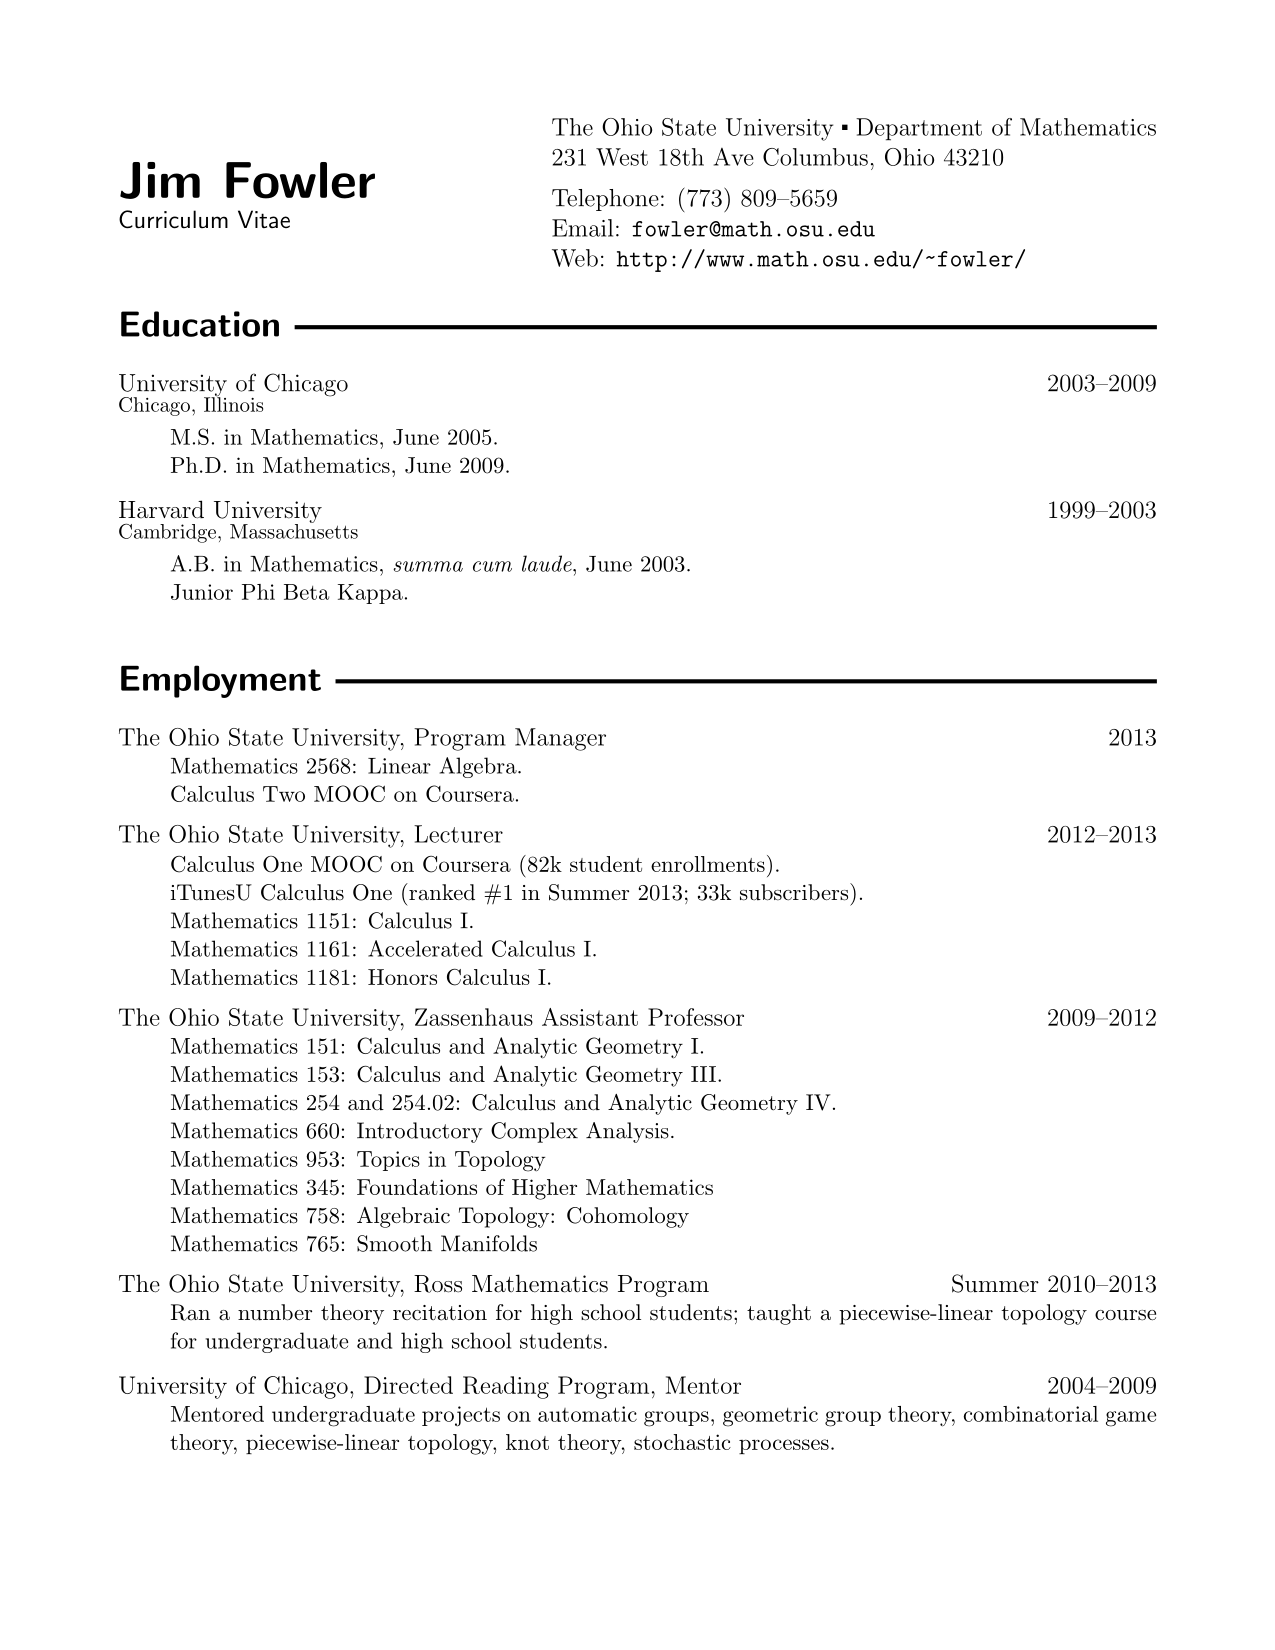 Jim Fowler
Curriculum Vitae
The Ohio State University ▪ Department of Mathematics
231 West 18th Ave Columbus, Ohio 43210
Telephone: (773) 809–5659
Email: fowler@math.osu.edu
Web: http://www.math.osu.edu/~fowler/
Education
University of Chicago 2003–2009
Chicago, Illinois
M.S. in Mathematics, June 2005.
Ph.D. in Mathematics, June 2009.
Harvard University 1999–2003
Cambridge, Massachusetts
A.B. in Mathematics, summa cum laude, June 2003.
Junior Phi Beta Kappa.
Employment
The Ohio State University, Program Manager 2013
Mathematics 2568: Linear Algebra.
Calculus Two MOOC on Coursera.
The Ohio State University, Lecturer 2012–2013
Calculus One MOOC on Coursera (82k student enrollments).
iTunesU Calculus One (ranked #1 in Summer 2013; 33k subscribers).
Mathematics 1151: Calculus I.
Mathematics 1161: Accelerated Calculus I.
Mathematics 1181: Honors Calculus I.
The Ohio State University, Zassenhaus Assistant Professor 2009–2012
Mathematics 151: Calculus and Analytic Geometry I.
Mathematics 153: Calculus and Analytic Geometry III.
Mathematics 254 and 254.02: Calculus and Analytic Geometry IV.
Mathematics 660: Introductory Complex Analysis.
Mathematics 953: Topics in Topology
Mathematics 345: Foundations of Higher Mathematics
Mathematics 758: Algebraic Topology: Cohomology
Mathematics 765: Smooth Manifolds
The Ohio State University, Ross Mathematics Program Summer 2010–2013
Ran a number theory recitation for high school students; taught a piecewise-linear topology course
for undergraduate and high school students.
University of Chicago, Directed Reading Program, Mentor 2004–2009
Mentored undergraduate projects on automatic groups, geometric group theory, combinatorial game
theory, piecewise-linear topology, knot theory, stochastic processes.